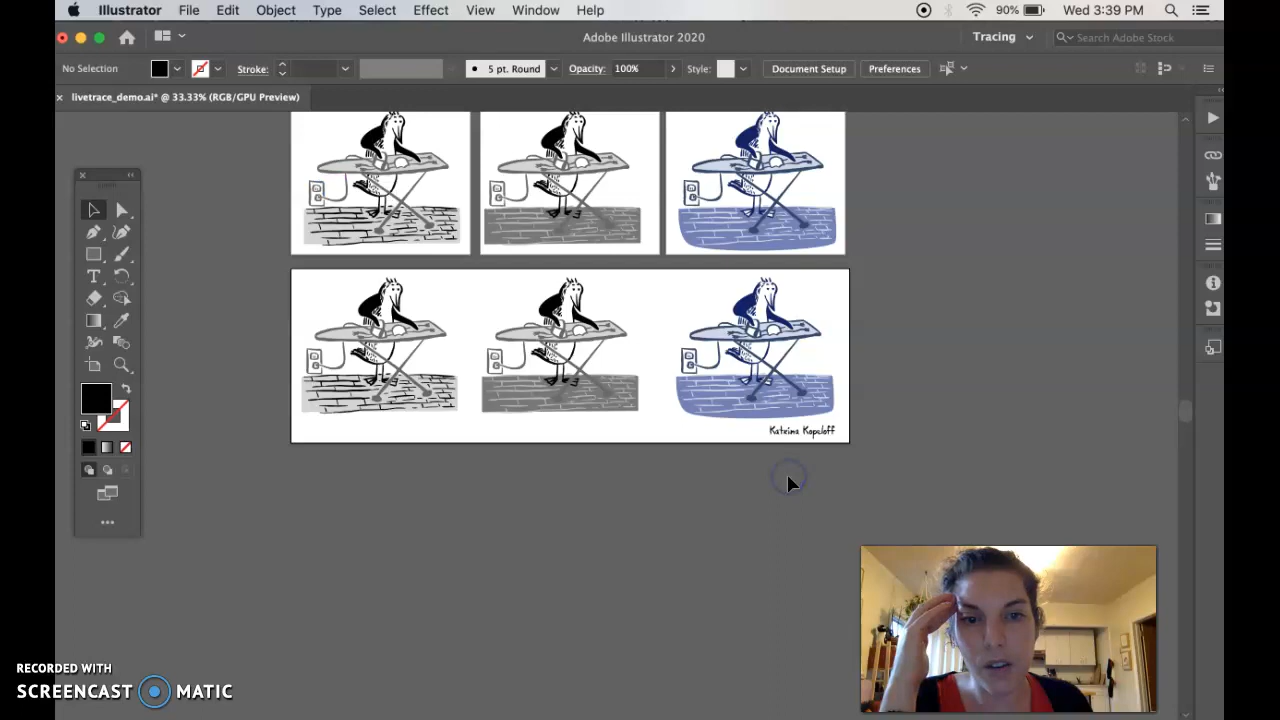 Illustrator File Edit Object Type Select Effect View Window Help 90% Wed 3:39 PM
Adobe Illustrator 2020 Tracing Search Adobe Stock
No Selection Stroke: 5 pt. Round Opacity: 100% Style: Document Setup Preferences
livetrace_demo.ai* @ 33.33% (RGB/GPU Preview)
Katrina Kopeloff
RECORDED WITH
SCREENCAST MATIC